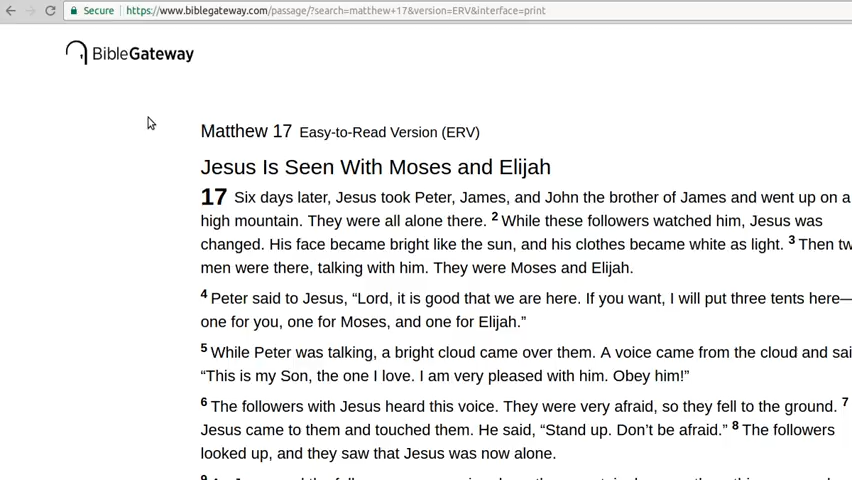 Secure https://www.biblegateway.com/passage/?search=matthew+17&version=ERV&interface=print
BibleGateway
Matthew 17 Easy-to-Read Version (ERV)
Jesus Is Seen With Moses and Elijah
17 Six days later, Jesus took Peter, James, and John the brother of James and went up on a
high mountain. They were all alone there. 2 While these followers watched him, Jesus was
changed. His face became bright like the sun, and his clothes became white as light. 3 Then
men were there, talking with him. They were Moses and Elijah.
4 Peter said to Jesus, “Lord, it is good that we are here. If you want, I will put three tents here—
one for you, one for Moses, and one for Elijah.”
5 While Peter was talking, a bright cloud came over them. A voice came from the cloud and
“This is my Son, the one I love. I am very pleased with him. Obey him!”
6 The followers with Jesus heard this voice. They were very afraid, so they fell to the ground. 7
Jesus came to them and touched them. He said, “Stand up. Don’t be afraid.” 8 The followers
looked up, and they saw that Jesus was now alone.